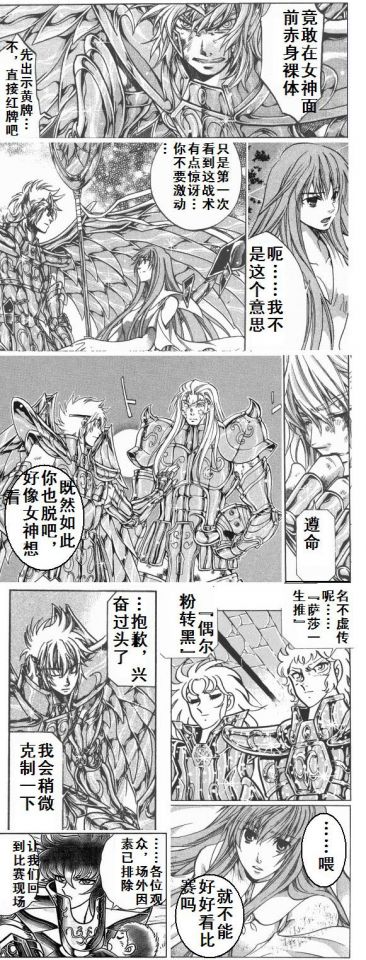 竟敢在女神面
前赤身裸体
先出示黄牌…
不，直接红牌吧
呃……我不
是这个意思
只是第一次
看到这战术
有点惊讶…
你不要激动
…
遵命
既然如此
你也脱吧，
好像女神想
看
名不虚传
呢……
『萨莎一
生推』
『偶尔
粉转黑』
…抱歉，兴
奋过头了
我会稍微
克制一下
……喂
就不能
好好看比
赛吗
……各位观
众，场外因
素已排除
让我们回
到比赛现场